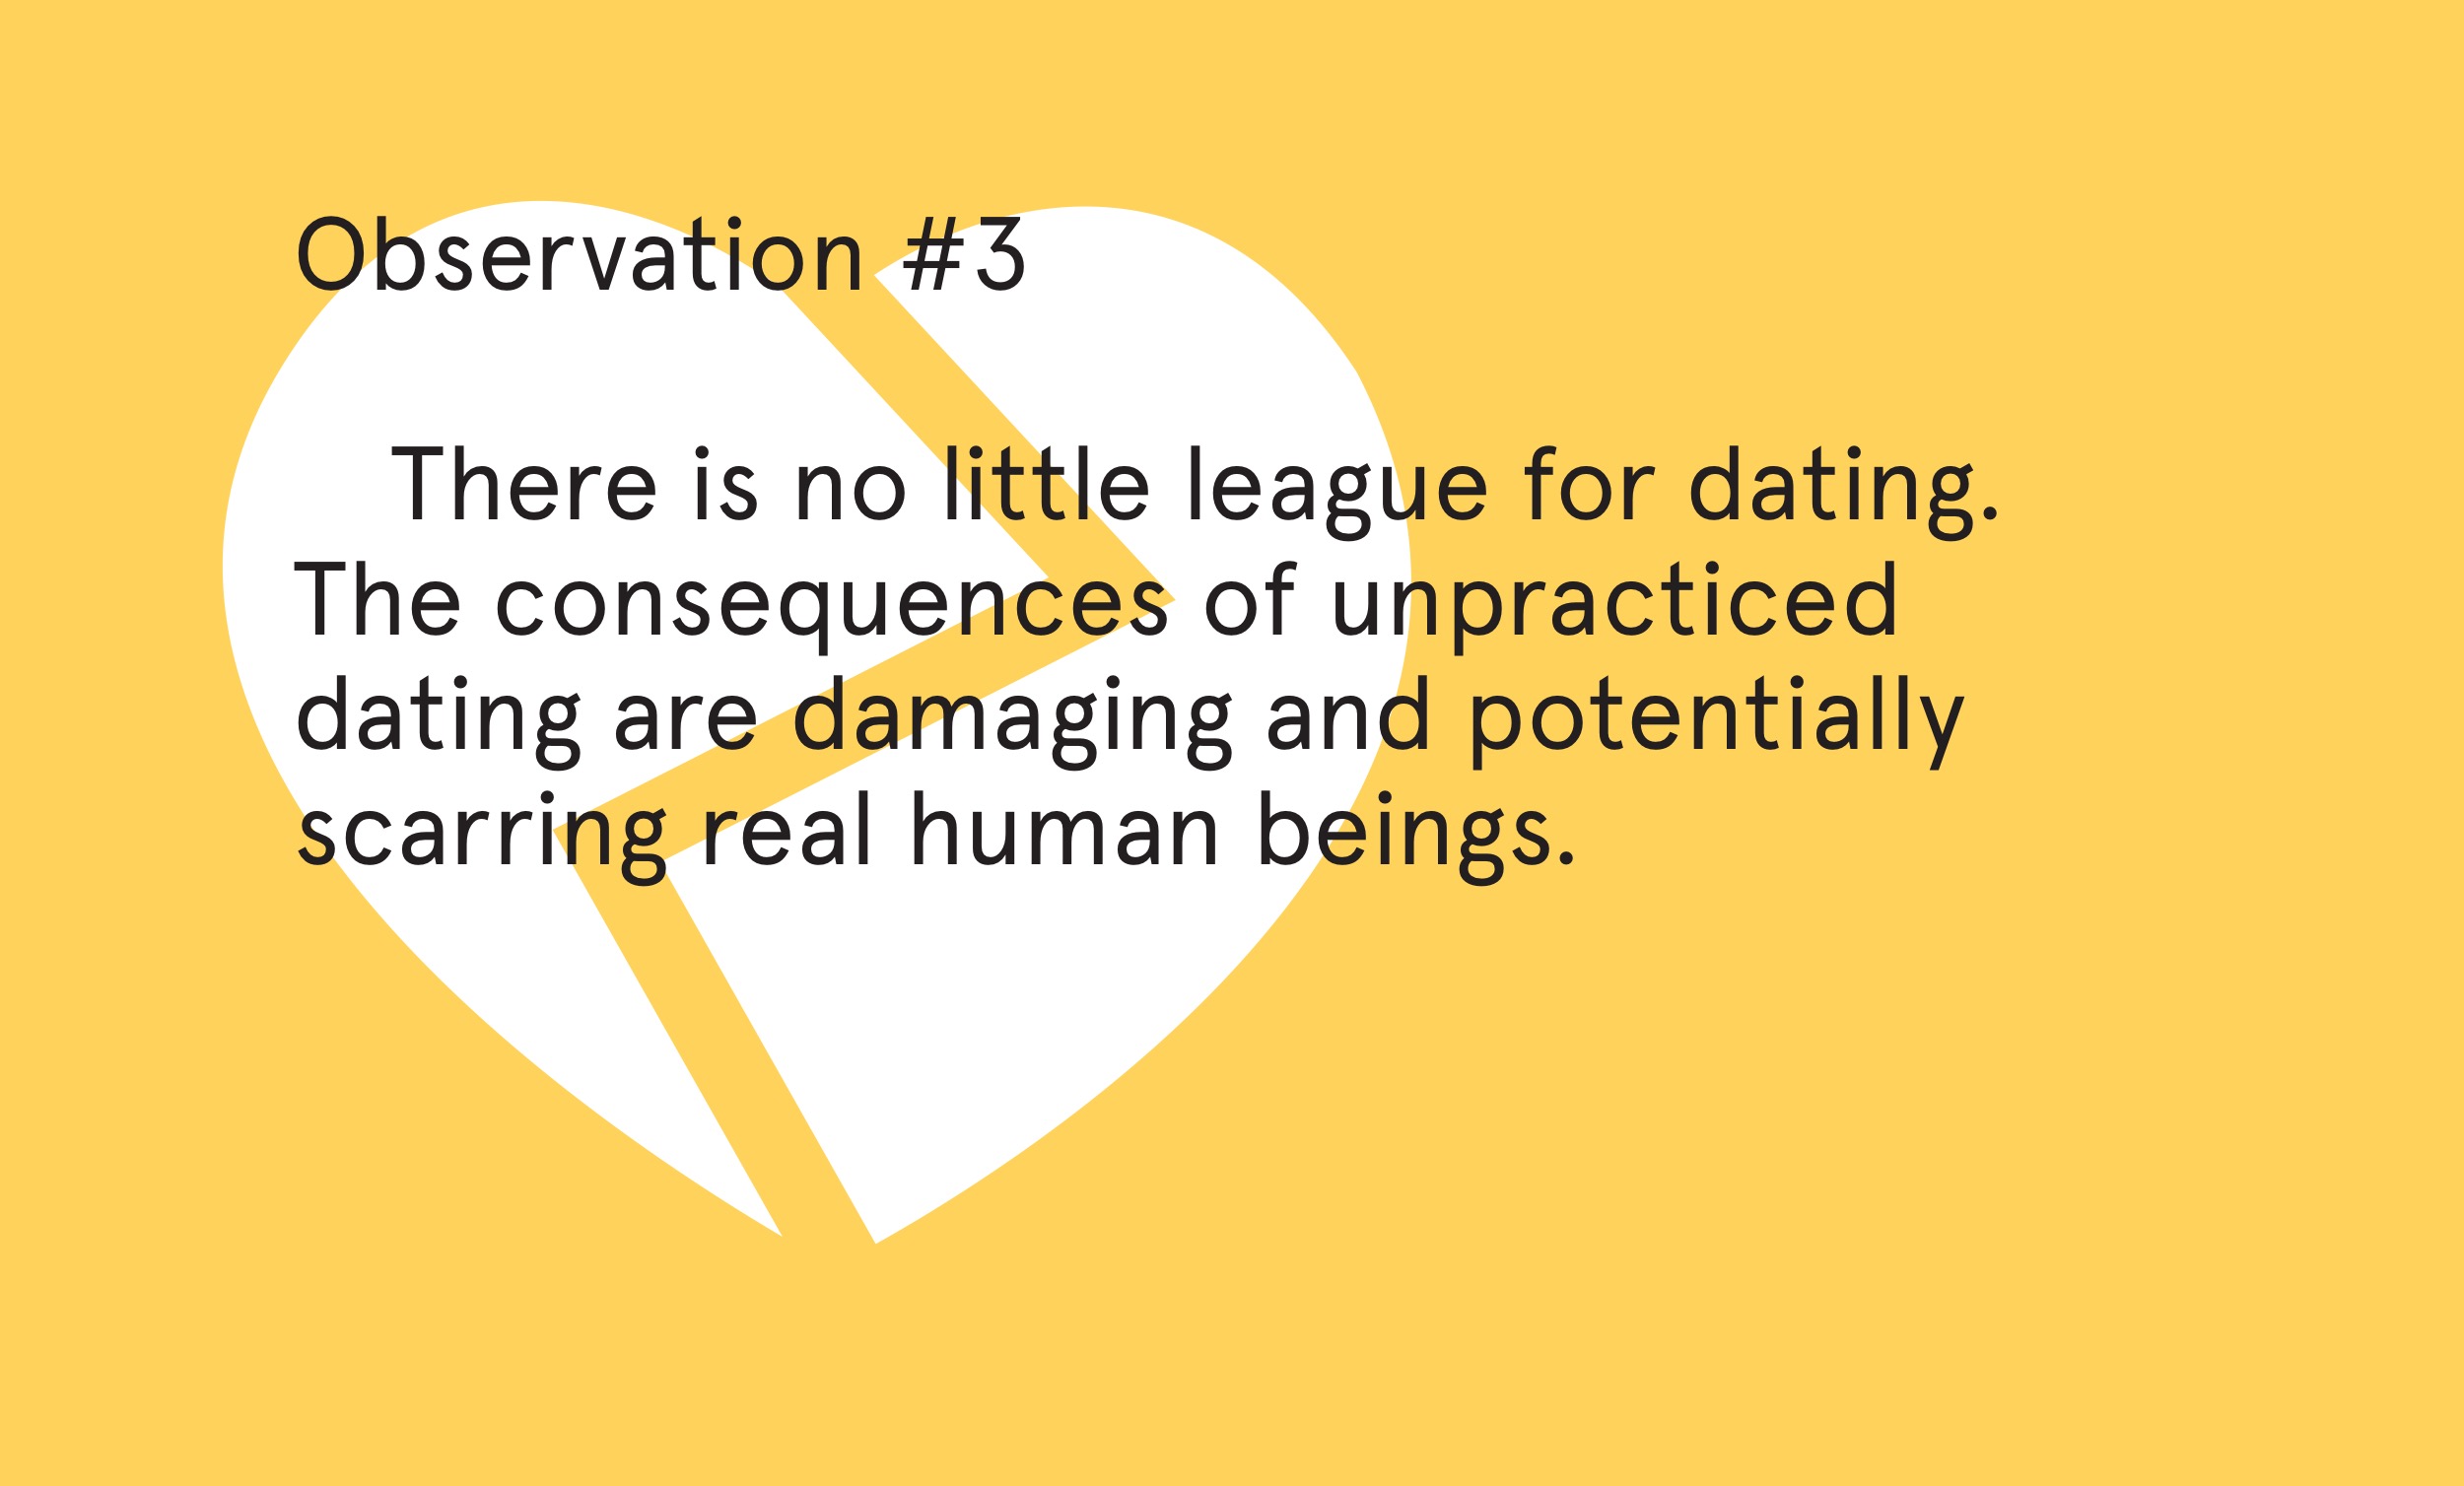 Observation #3
There is no little league for dating.
The consequences of unpracticed
dating are damaging and potentially
scarring real human beings.